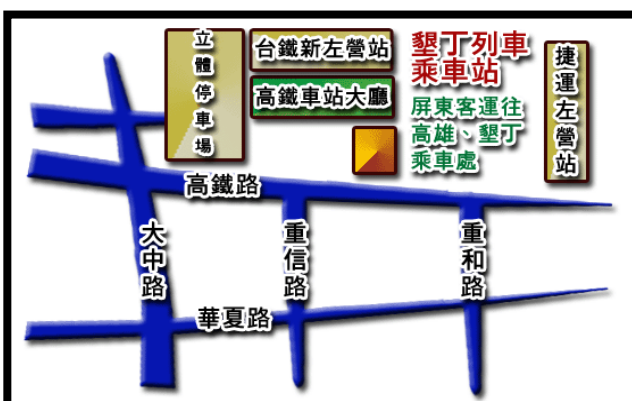 立體停車場
台鐵新左營站
高鐵車站大廳
墾丁列車
乘車站
屏東客運往
高雄、墾丁
乘車處
捷運左營站
高鐵路
大中路
重信路
重和路
華夏路